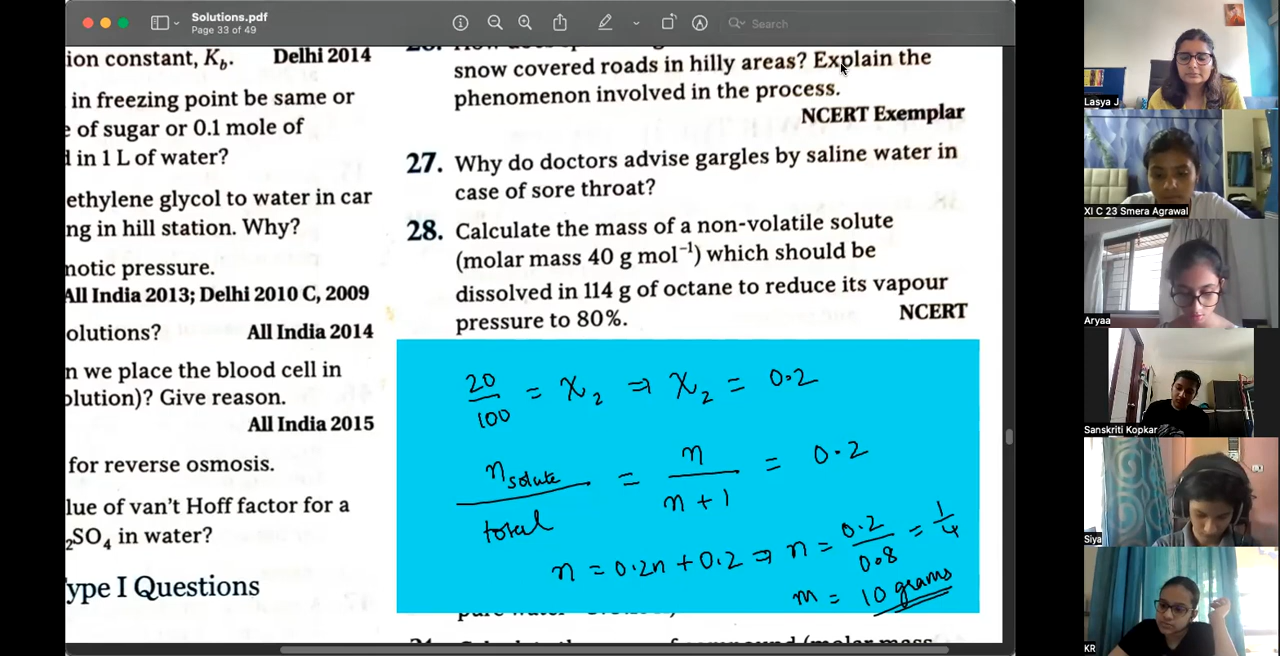 Solutions.pdf
Page 33 of 49
Search
ion constant, K_b. Delhi 2014
in freezing point be same or
e of sugar or 0.1 mole of
d in 1 L of water?
ethylene glycol to water in car
ng in hill station. Why?
motic pressure.
All India 2013; Delhi 2010 C, 2009
olutions? All India 2014
n we place the blood cell in
olution)? Give reason.
All India 2015
for reverse osmosis.
lue of van't Hoff factor for a
₂SO₄ in water?
ype I Questions
snow covered roads in hilly areas? Explain the
phenomenon involved in the process.
NCERT Exemplar
27. Why do doctors advise gargles by saline water in
case of sore throat?
28. Calculate the mass of a non-volatile solute
(molar mass 40 g mol⁻¹) which should be
dissolved in 114 g of octane to reduce its vapour
pressure to 80%. NCERT
20/100 = X₂ ⇒ X₂ = 0.2
n solute / total = n / n + 1 = 0.2
n = 0.2n + 0.2 ⇒ n = 0.2/0.8 = 1/4
m = 10 grams
Lasya J
XI C 23 Smera Agrawal
Aryaa
Sanskriti Kopkar
Siya
KR